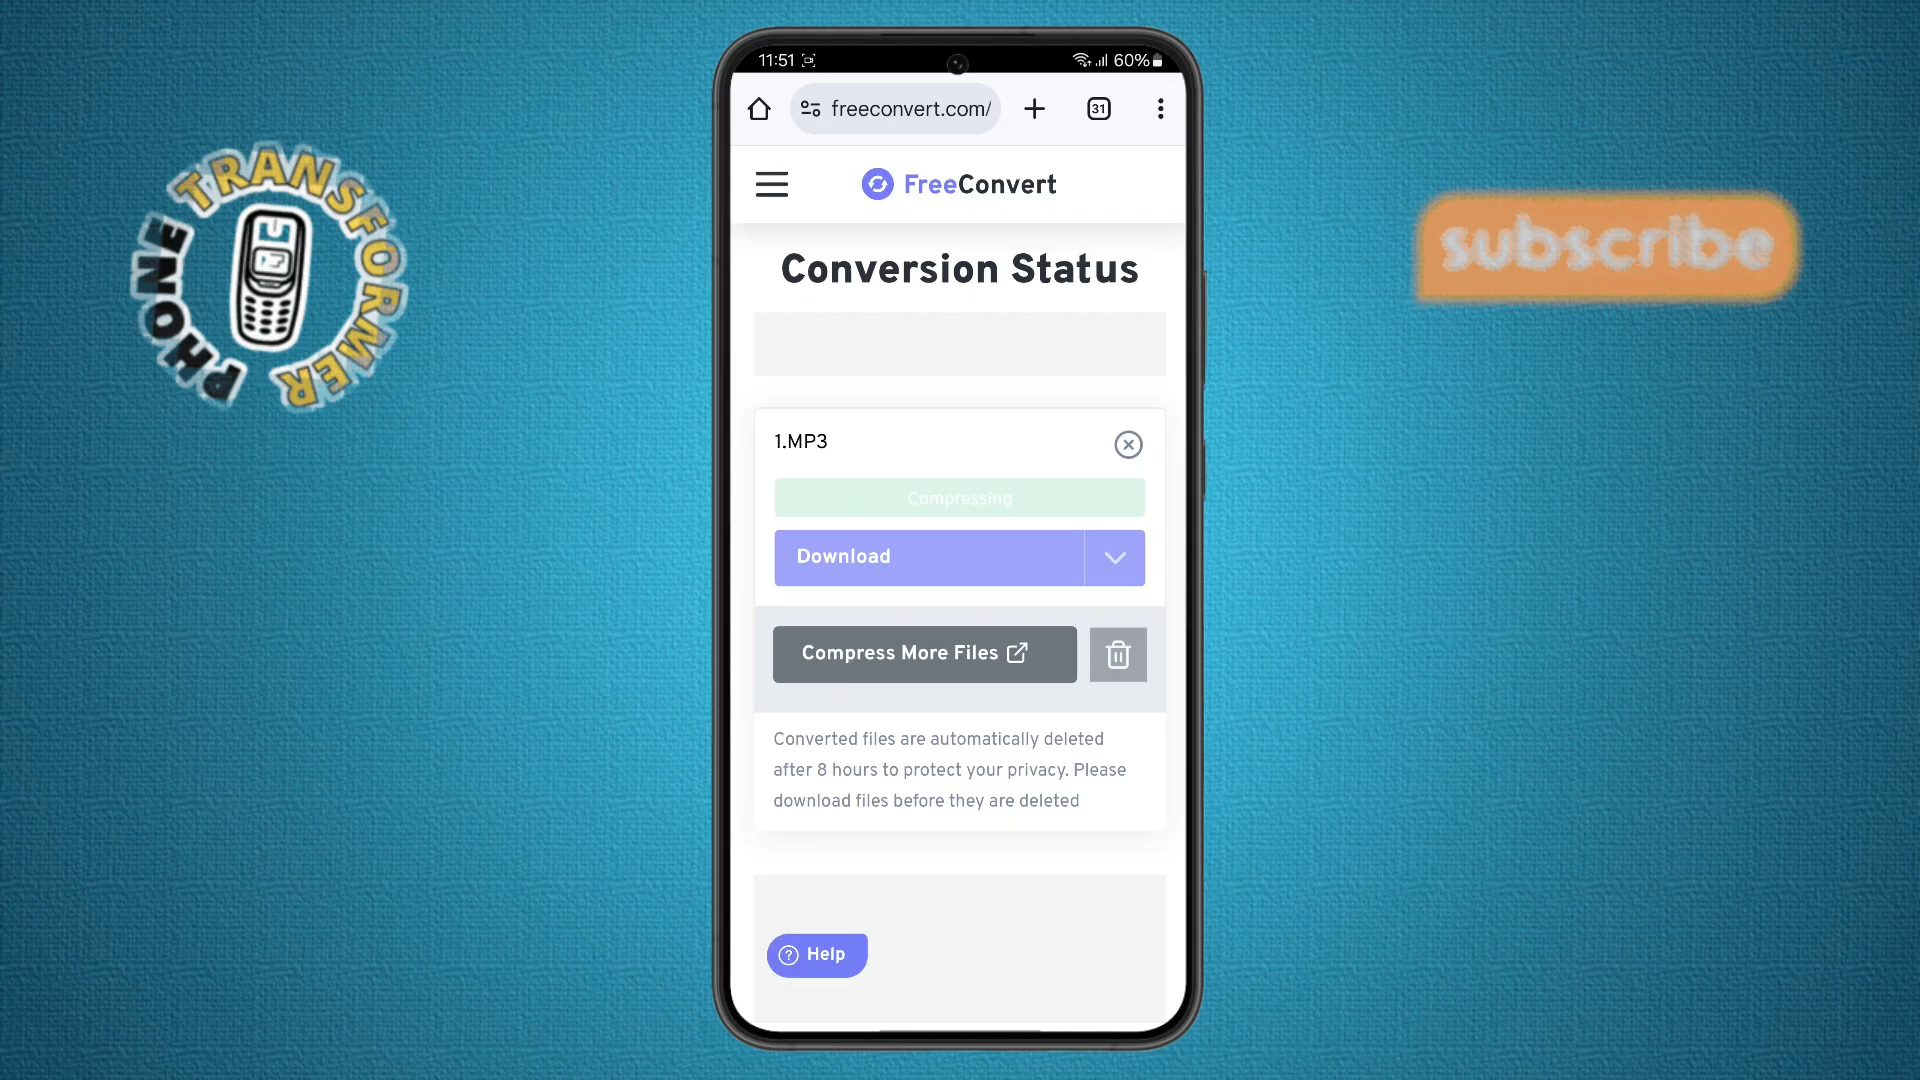 PHONE TRANSFORMER
subscribe
11:51
60%
freeconvert.com/
31
FreeConvert
Conversion Status
1.MP3
Compressing
Download
Compress More Files
Converted files are automatically deleted
after 8 hours to protect your privacy. Please
download files before they are deleted
? Help